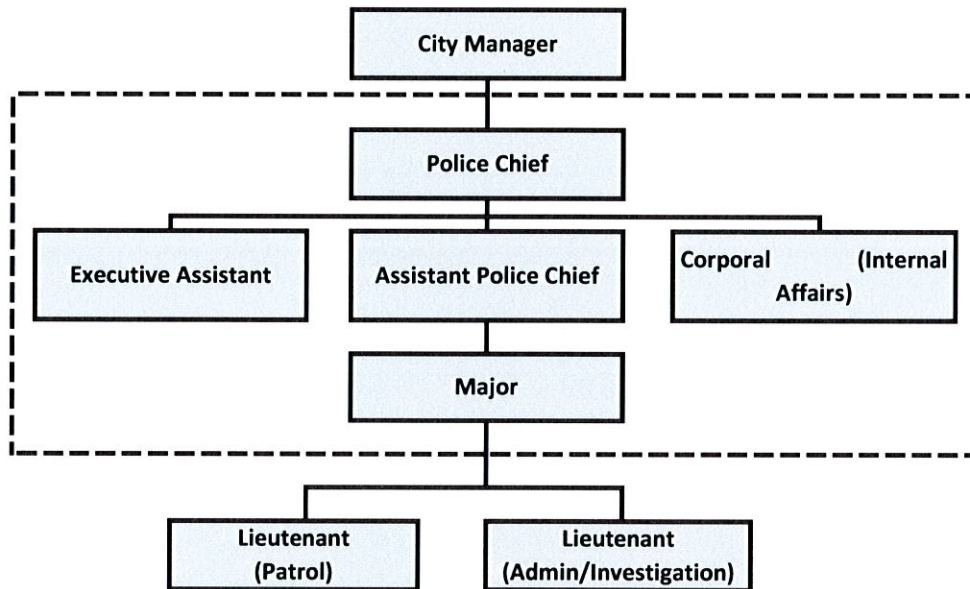 City Manager
Police Chief
Executive Assistant
Assistant Police Chief
Corporal (Internal
Affairs)
Major
Lieutenant
(Patrol)
Lieutenant
(Admin/Investigation)